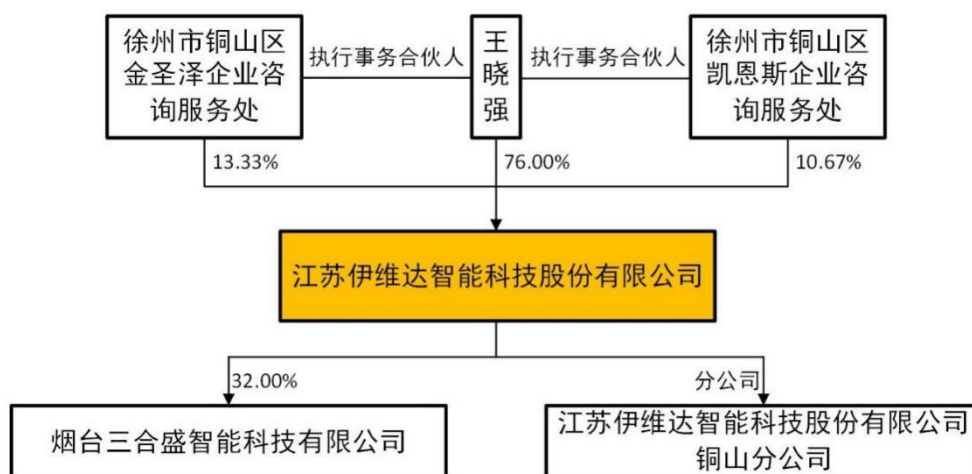 徐州市铜山区
金圣泽企业咨
询服务处
执行事务合伙人
王
晓
强
执行事务合伙人
徐州市铜山区
凯恩斯企业咨
询服务处
13.33%
76.00%
10.67%
江苏伊维达智能科技股份有限公司
32.00%
分公司
烟台三合盛智能科技有限公司
江苏伊维达智能科技股份有限公司
铜山分公司